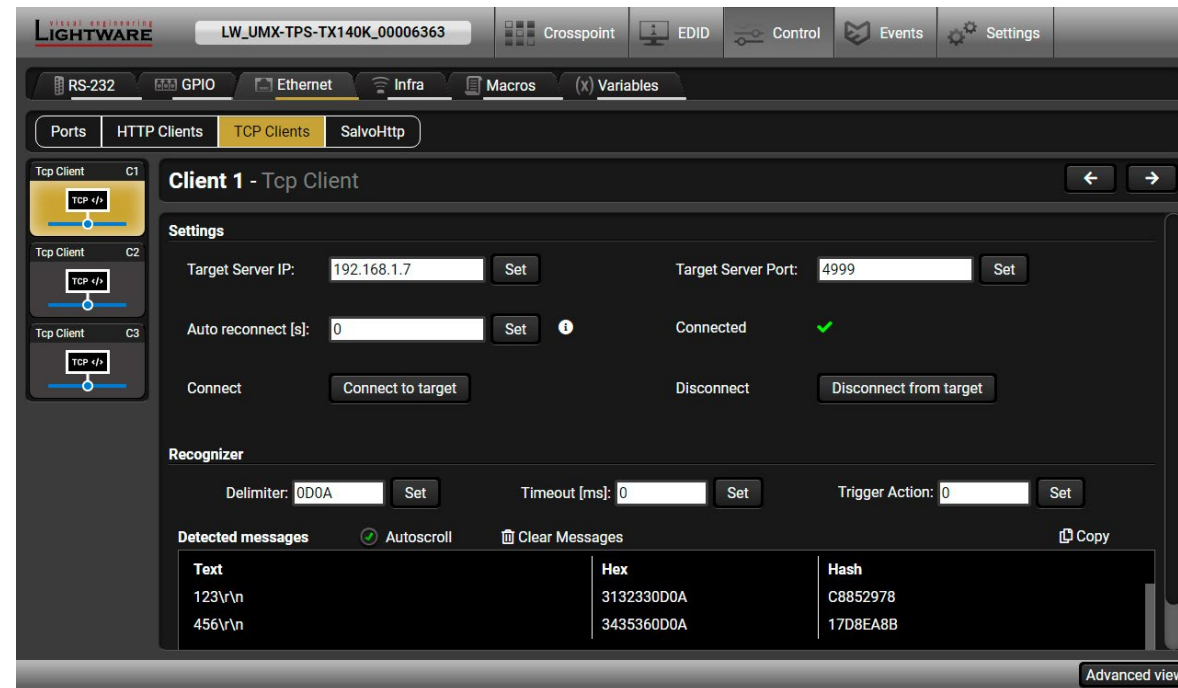 visual engineering
LIGHTWARE
LW_UMX-TPS-TX140K_00006363
Crosspoint
EDID
Control
Events
Settings
RS-232
GPIO
Ethernet
Infra
Macros
(x) Variables
Ports
HTTP Clients
TCP Clients
SalvoHttp
Tcp Client C1
TCP </>
Tcp Client C2
TCP </>
Tcp Client C3
TCP </>
Client 1 - Tcp Client
Settings
Target Server IP: 192.168.1.7 Set
Target Server Port: 4999 Set
Auto reconnect [s]: 0 Set
Connected
Connect Connect to target
Disconnect Disconnect from target
Recognizer
Delimiter: 0D0A Set
Timeout [ms]: 0 Set
Trigger Action: 0 Set
Detected messages
Autoscroll
Clear Messages
Copy
Text Hex Hash
123\r\n 3132330D0A C8852978
456\r\n 3435360D0A 17D8EA8B
Advanced view